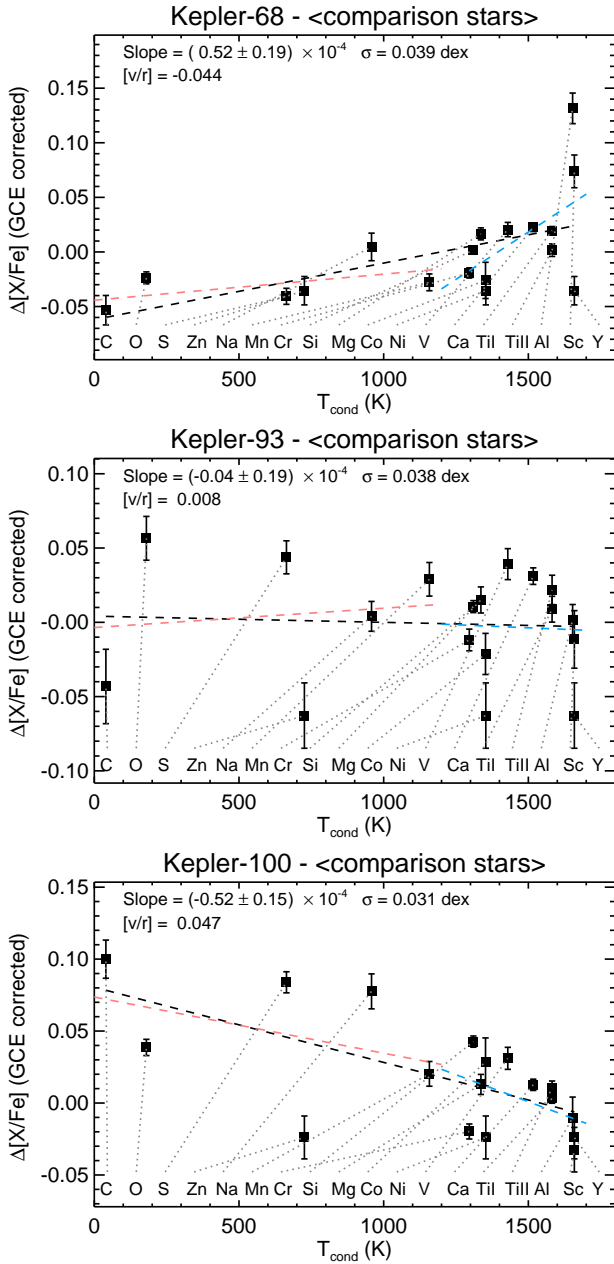 Kepler-68 - <comparison stars>
Slope = ( 0.52 ± 0.19) × 10⁻⁴ σ = 0.039 dex
[v/r] = -0.044
0.15
0.10
0.05
0.00
-0.05
Δ[X/Fe] (GCE corrected)
C O S Zn Na Mn Cr Si Mg Co Ni V Ca TiI TiII Al Sc Y
0 500 1000 1500
T_cond (K)
Kepler-93 - <comparison stars>
Slope = (-0.04 ± 0.19) × 10⁻⁴ σ = 0.038 dex
[v/r] = 0.008
0.10
0.05
-0.00
-0.05
-0.10
Δ[X/Fe] (GCE corrected)
C O S Zn Na Mn Cr Si Mg Co Ni V Ca TiI TiII Al Sc Y
0 500 1000 1500
T_cond (K)
Kepler-100 - <comparison stars>
Slope = (-0.52 ± 0.15) × 10⁻⁴ σ = 0.031 dex
[v/r] = 0.047
0.15
0.10
0.05
0.00
-0.05
Δ[X/Fe] (GCE corrected)
C O S Zn Na Mn Cr Si Mg Co Ni V Ca TiI TiII Al Sc Y
0 500 1000 1500
T_cond (K)